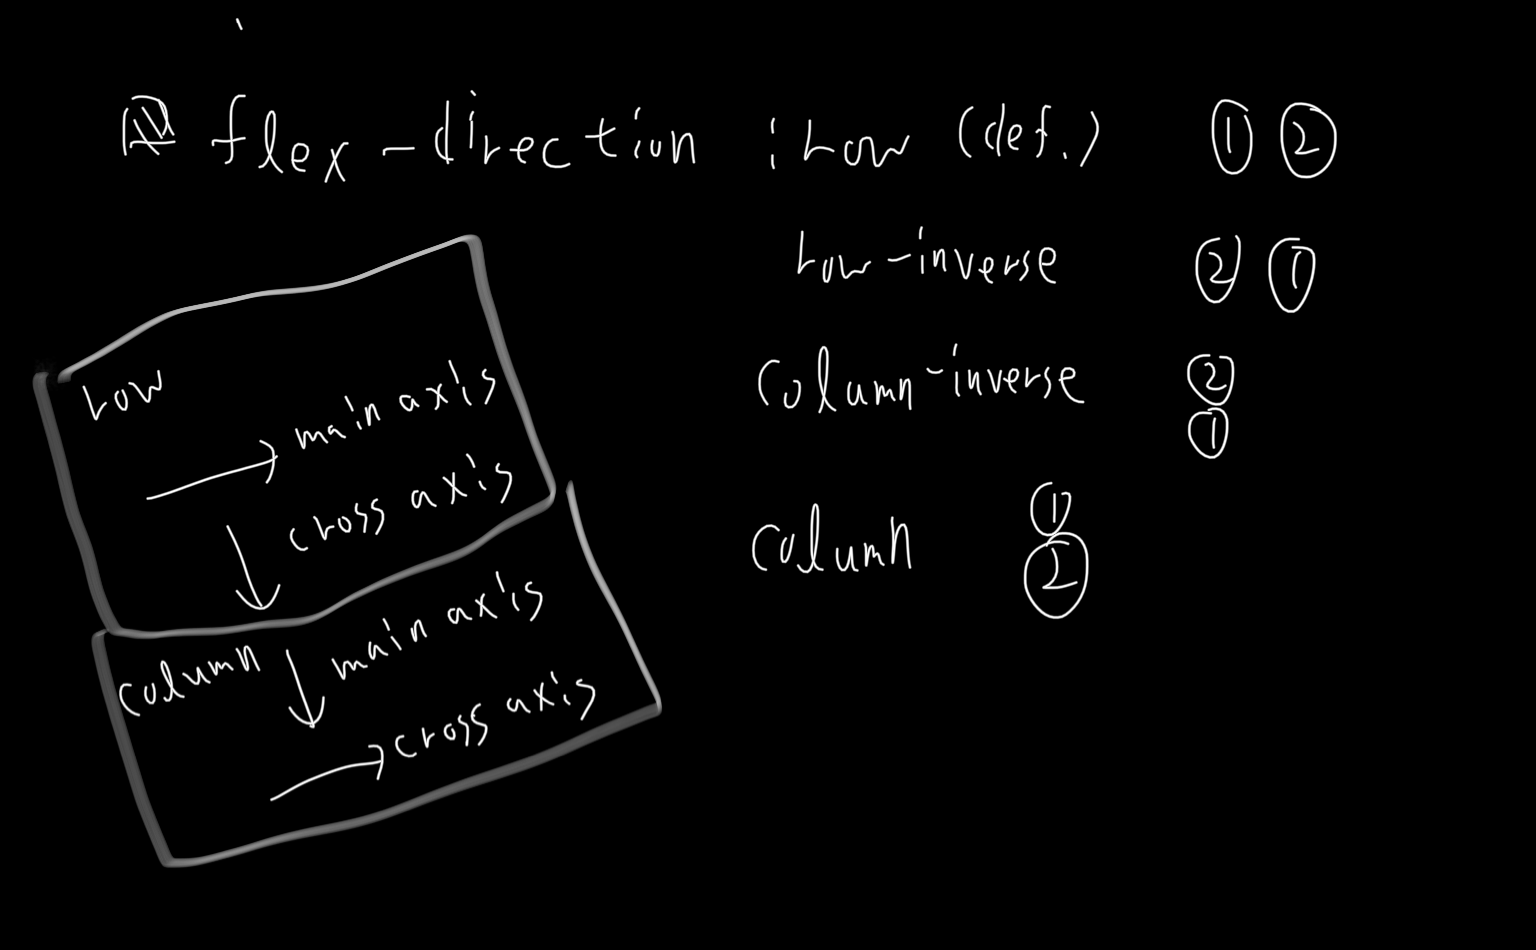 flex-direction : row (def.) ① ②
row-inverse ② ①
column-inverse ②
①
column ①
②
row
→ main axis
↓ cross axis
column ↓ main axis
→ cross axis